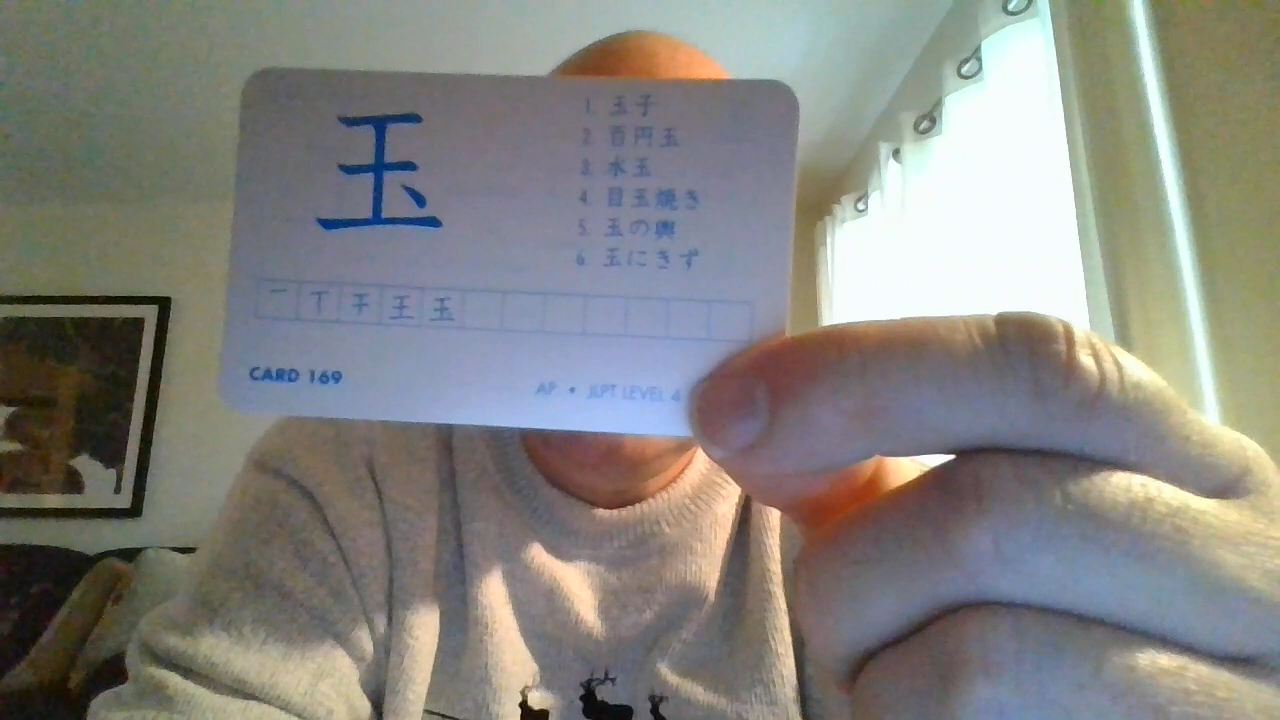 玉
1. 玉子
2. 百円玉
3. 水玉
4. 目玉焼き
5. 玉の輿
6. 玉にきず
一 丁 干 王 玉
CARD 169
AP • JLPT LEVEL 4